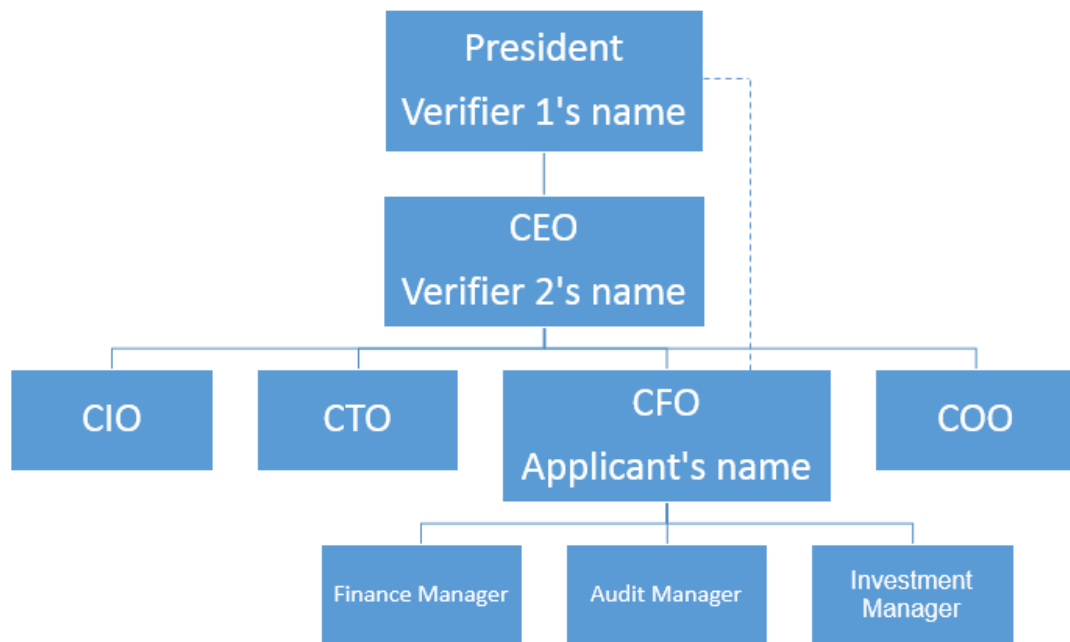 President
Verifier 1's name
CEO
Verifier 2's name
CIO
CTO
CFO
Applicant's name
COO
Finance Manager
Audit Manager
Investment
Manager